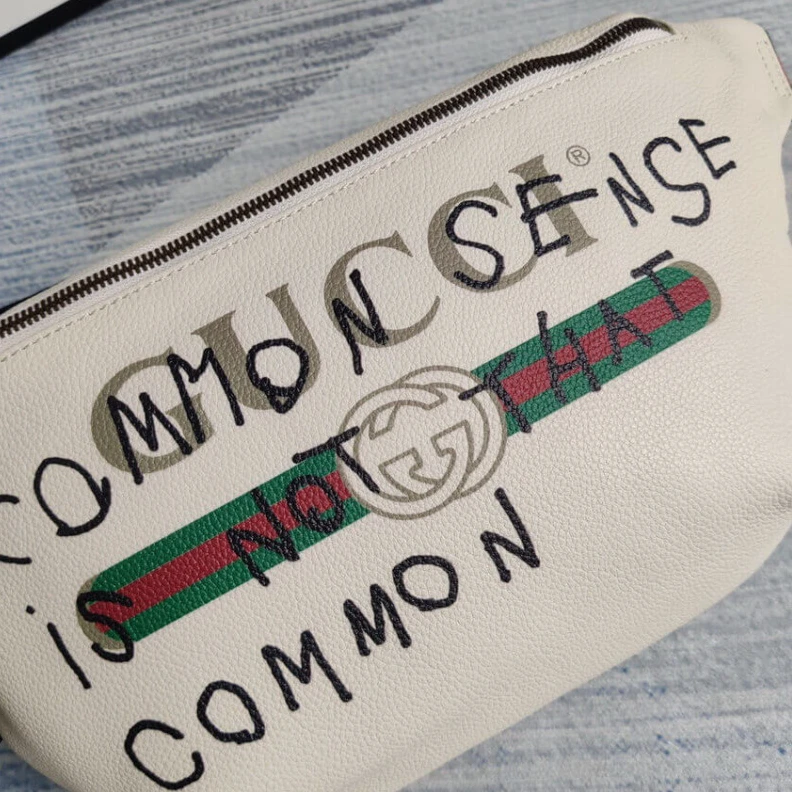 GUCCI ®
COMMON SENSE
is NOT THAT
COMMON